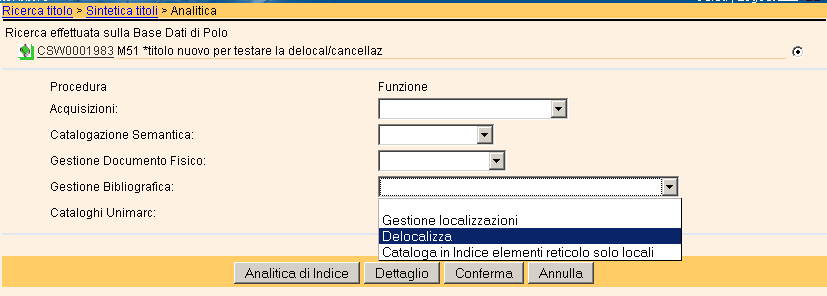 Ricerca titolo > Sintetica titoli > Analitica
Ricerca effettuata sulla Base Dati di Polo
CSW0001983 M51 *titolo nuovo per testare la delocal/cancellaz
Procedura Funzione
Acquisizioni:
Catalogazione Semantica:
Gestione Documento Fisico:
Gestione Bibliografica:
Cataloghi Unimarc:
Gestione localizzazioni
Delocalizza
Cataloga in Indice elementi reticolo solo locali
Analitica di Indice Dettaglio Conferma Annulla